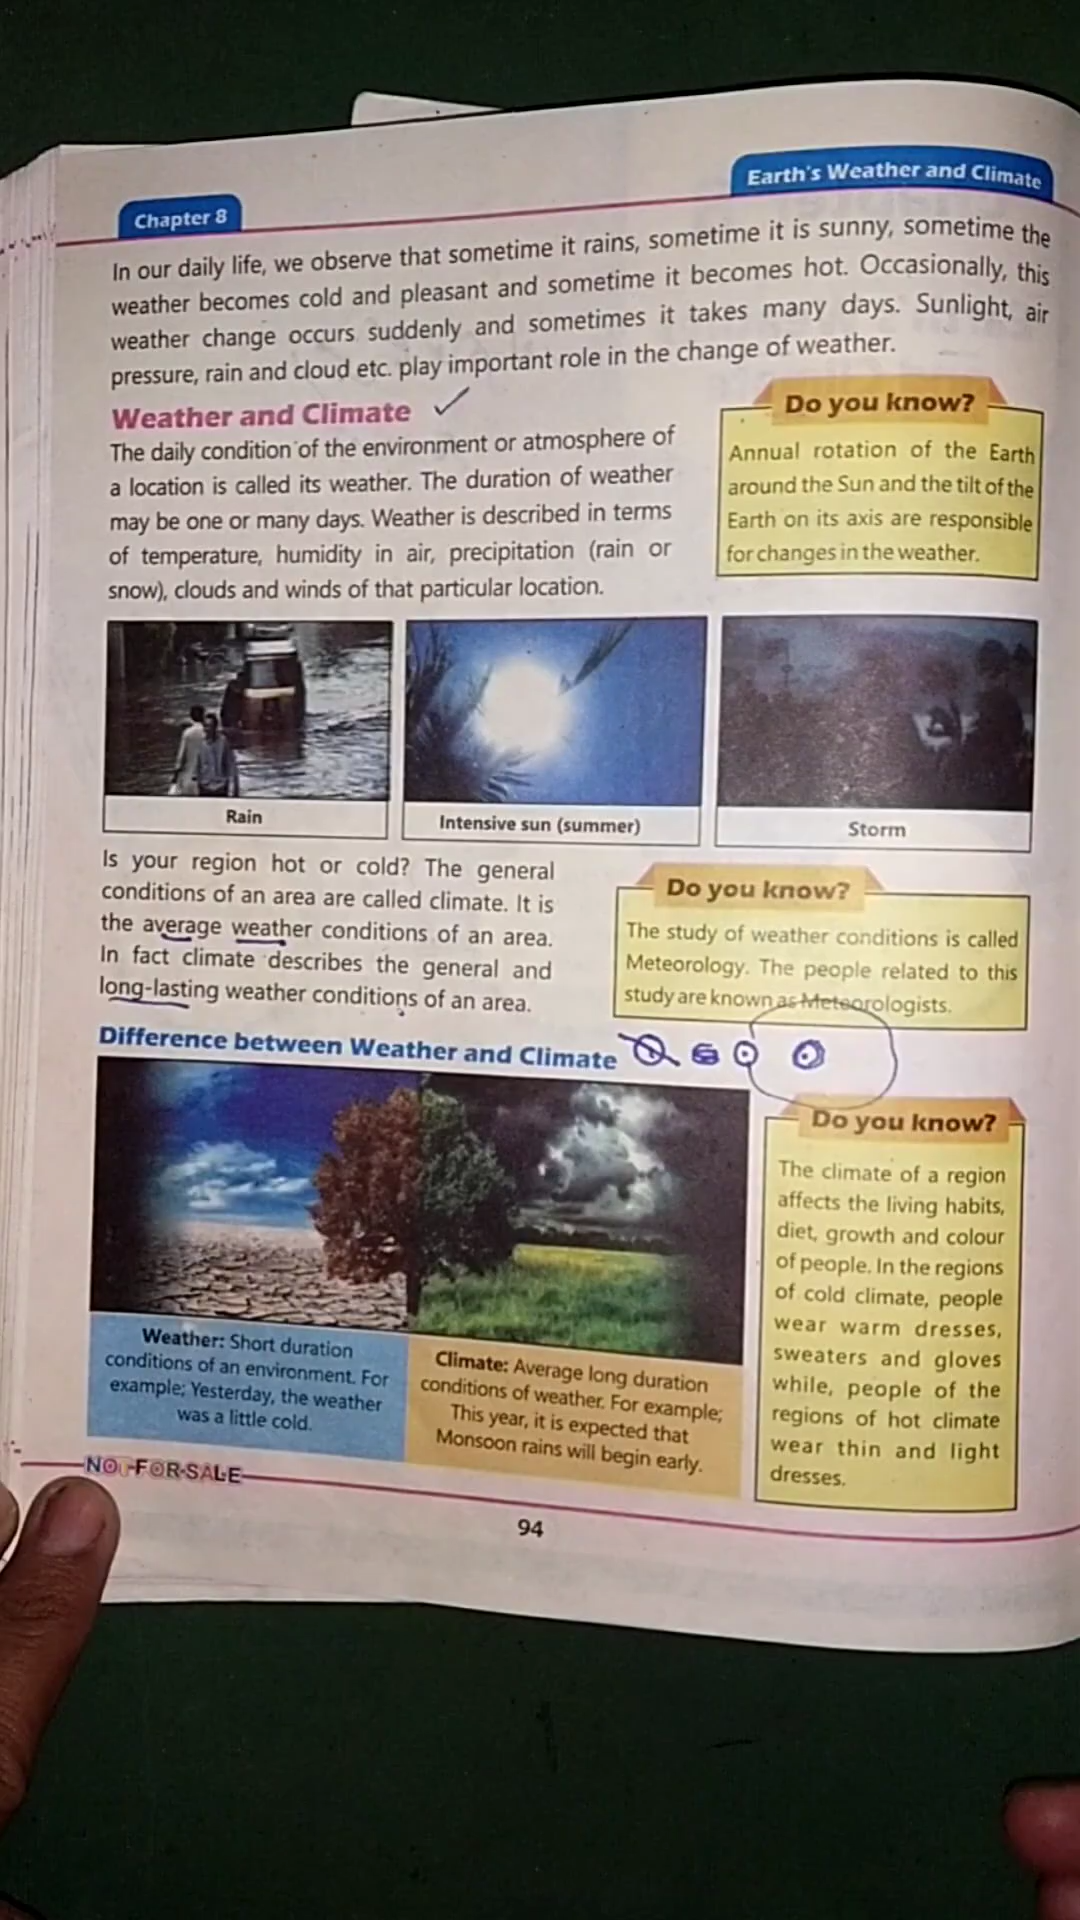 Earth's Weather and Climate
Chapter 8
In our daily life, we observe that sometime it rains, sometime it is sunny, sometime the
weather becomes cold and pleasant and sometime it becomes hot. Occasionally, this
weather change occurs suddenly and sometimes it takes many days. Sunlight, air
pressure, rain and cloud etc. play important role in the change of weather.
Weather and Climate
The daily condition of the environment or atmosphere of
a location is called its weather. The duration of weather
may be one or many days. Weather is described in terms
of temperature, humidity in air, precipitation (rain or
snow), clouds and winds of that particular location.
Do you know?
Annual rotation of the Earth
around the Sun and the tilt of the
Earth on its axis are responsible
for changes in the weather.
Rain
Intensive sun (summer)
Storm
Is your region hot or cold? The general
conditions of an area are called climate. It is
the average weather conditions of an area.
In fact climate describes the general and
long-lasting weather conditions of an area.
Do you know?
The study of weather conditions is called
Meteorology. The people related to this
study are known as Meteorologists.
Difference between Weather and Climate
Weather: Short duration
conditions of an environment. For
example; Yesterday, the weather
was a little cold.
Climate: Average long duration
conditions of weather. For example;
This year, it is expected that
Monsoon rains will begin early.
Do you know?
The climate of a region
affects the living habits,
diet, growth and colour
of people. In the regions
of cold climate, people
wear warm dresses,
sweaters and gloves
while, people of the
regions of hot climate
wear thin and light
dresses.
NOT FOR SALE
94